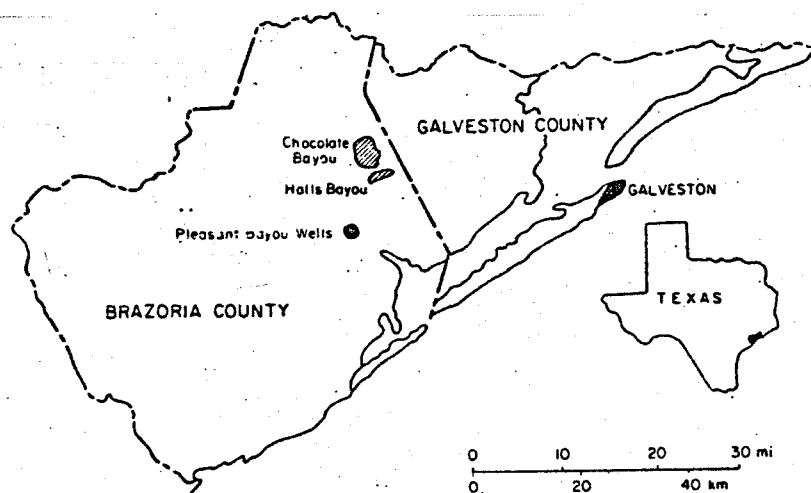 GALVESTON COUNTY
Chocolate
Bayou
Halls Bayou
GALVESTON
Pleasant Bayou Wells
TEXAS
BRAZORIA COUNTY
0 10 20 30 mi
0 20 40 km